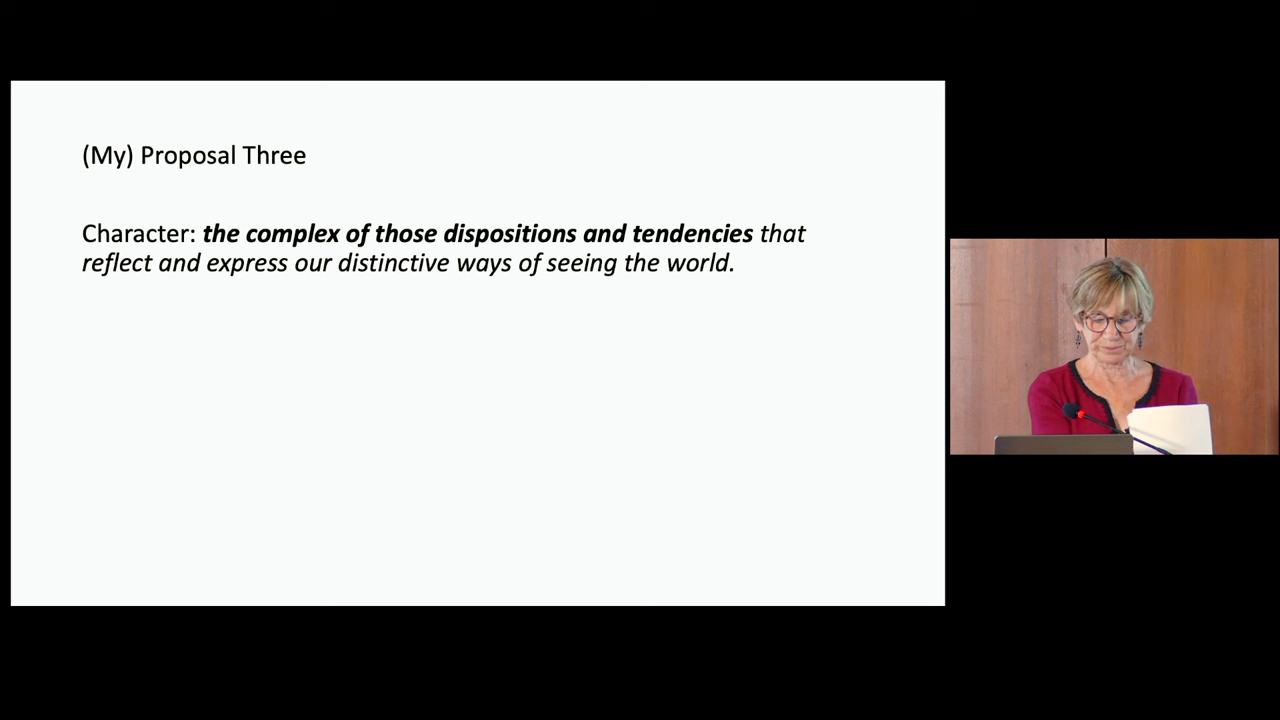 (My) Proposal Three
Character: the complex of those dispositions and tendencies that
reflect and express our distinctive ways of seeing the world.